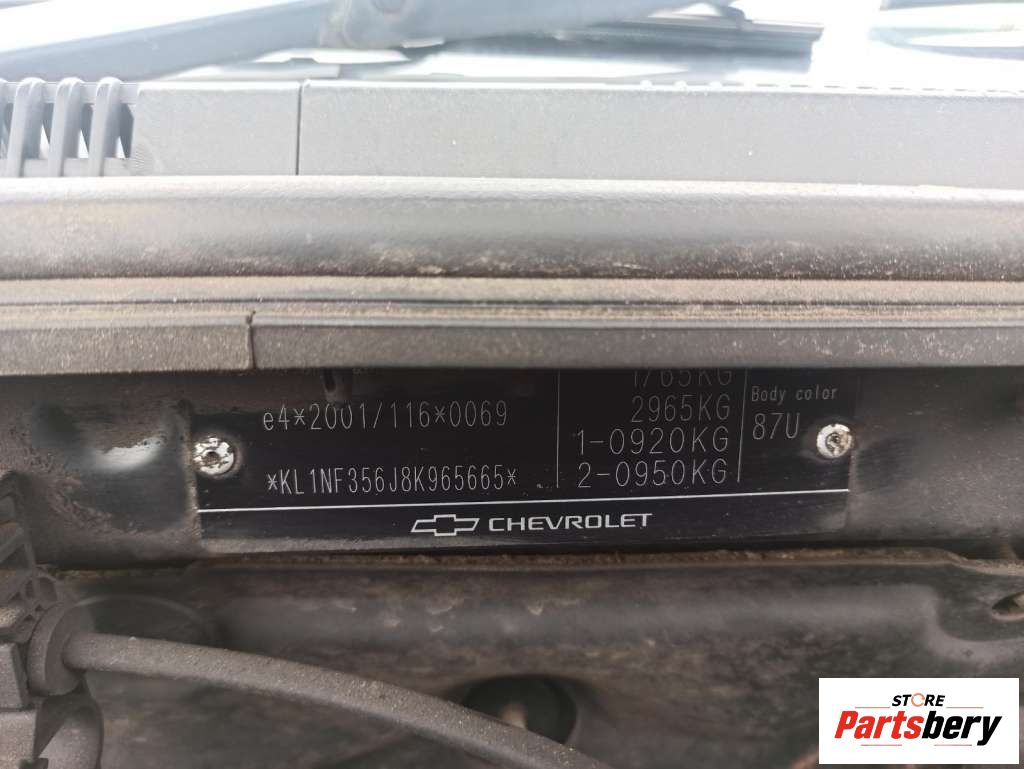 1765KG
Body color
e4*2001/116*0069
2965KG
87U
1-0920KG
*KL1NF356J8K965665*
2-0950KG
CHEVROLET
STORE
Partsbery